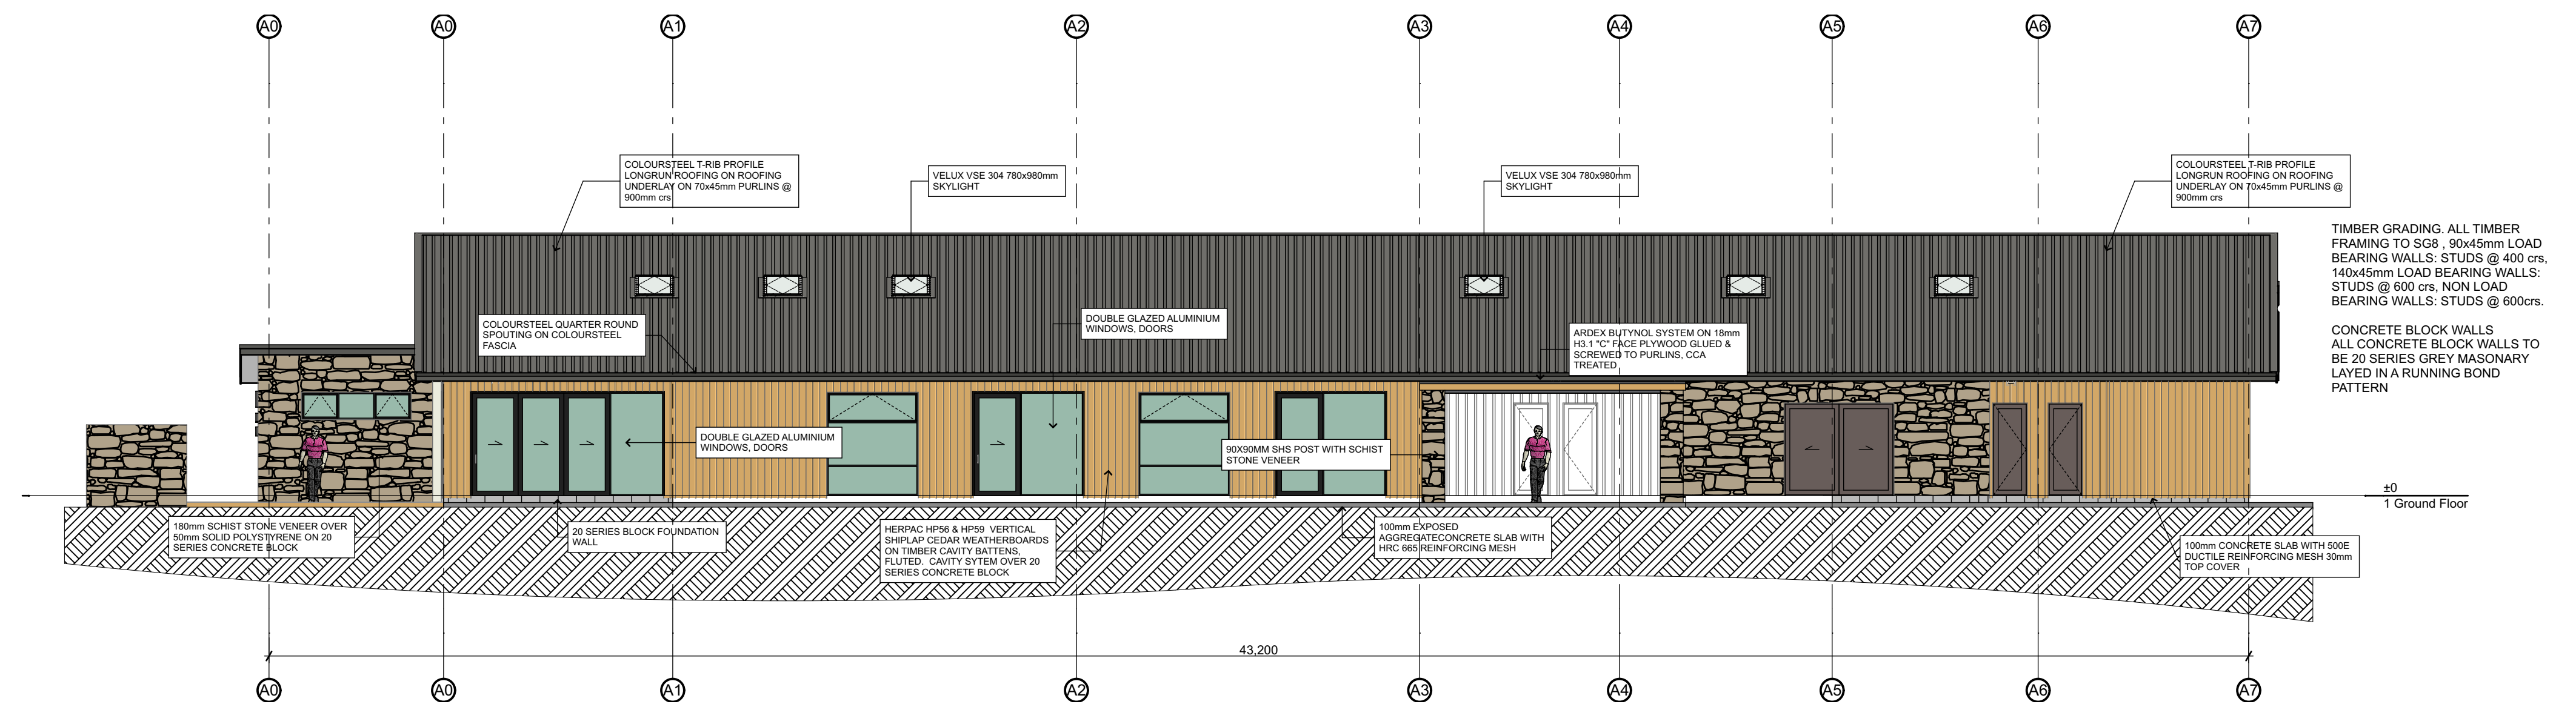 A0
A0
A1
A2
A3
A4
A5
A6
A7
COLOURSTEEL T-RIB PROFILE
LONGRUN ROOFING ON ROOFING
UNDERLAY ON 70x45mm PURLINS @
900mm crs
VELUX VSE 304 780x980mm
SKYLIGHT
VELUX VSE 304 780x980mm
SKYLIGHT
COLOURSTEEL T-RIB PROFILE
LONGRUN ROOFING ON ROOFING
UNDERLAY ON 70x45mm PURLINS @
900mm crs
TIMBER GRADING. ALL TIMBER
FRAMING TO SG8 , 90x45mm LOAD
BEARING WALLS: STUDS @ 400 crs,
140x45mm LOAD BEARING WALLS:
STUDS @ 600 crs, NON LOAD
BEARING WALLS: STUDS @ 600crs.
CONCRETE BLOCK WALLS
ALL CONCRETE BLOCK WALLS TO
BE 20 SERIES GREY MASONARY
LAYED IN A RUNNING BOND
PATTERN
COLOURSTEEL QUARTER ROUND
SPOUTING ON COLOURSTEEL
FASCIA
DOUBLE GLAZED ALUMINIUM
WINDOWS, DOORS
ARDEX BUTYNOL SYSTEM ON 18mm
H3.1 "C" FACE PLYWOOD GLUED &
SCREWED TO PURLINS, CCA
TREATED
DOUBLE GLAZED ALUMINIUM
WINDOWS, DOORS
90X90MM SHS POST WITH SCHIST
STONE VENEER
±0
1 Ground Floor
180mm SCHIST STONE VENEER OVER
50mm SOLID POLYSTYRENE ON 20
SERIES CONCRETE BLOCK
20 SERIES BLOCK FOUNDATION
WALL
HERPAC HP56 & HP59 VERTICAL
SHIPLAP CEDAR WEATHERBOARDS
ON TIMBER CAVITY BATTENS,
FLUTED. CAVITY SYTEM OVER 20
SERIES CONCRETE BLOCK
100mm EXPOSED
AGGREGATECONCRETE SLAB WITH
HRC 665 REINFORCING MESH
100mm CONCRETE SLAB WITH 500E
DUCTILE REINFORCING MESH 30mm
TOP COVER
43,200
A0
A0
A1
A2
A3
A4
A5
A6
A7